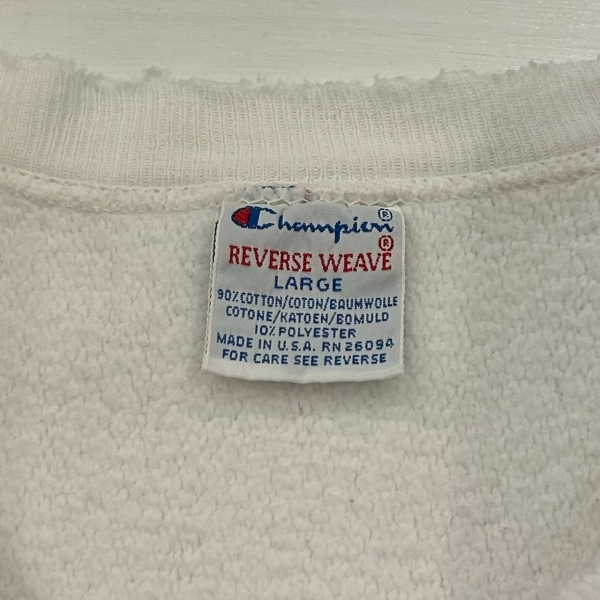 Champion®
REVERSE WEAVE®
LARGE
90% COTTON/COTON/BAUMWOLLE
COTONE/KATOEN/BOMULD
10% POLYESTER
MADE IN U.S.A. RN 26094
FOR CARE SEE REVERSE